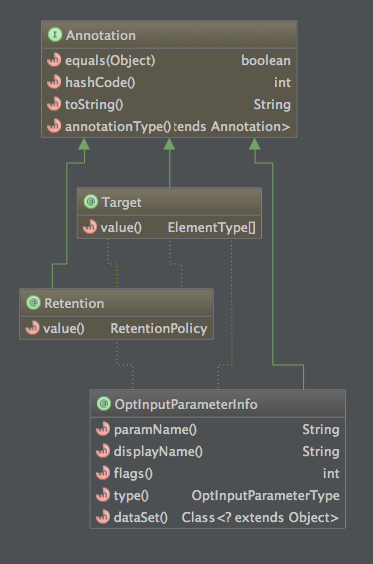 I Annotation
equals(Object) boolean
hashCode() int
toString() String
annotationType() :tends Annotation>
@ Target
value() ElementType[]
@ Retention
value() RetentionPolicy
@ OptInputParameterInfo
paramName() String
displayName() String
flags() int
type() OptInputParameterType
dataSet() Class<? extends Object>